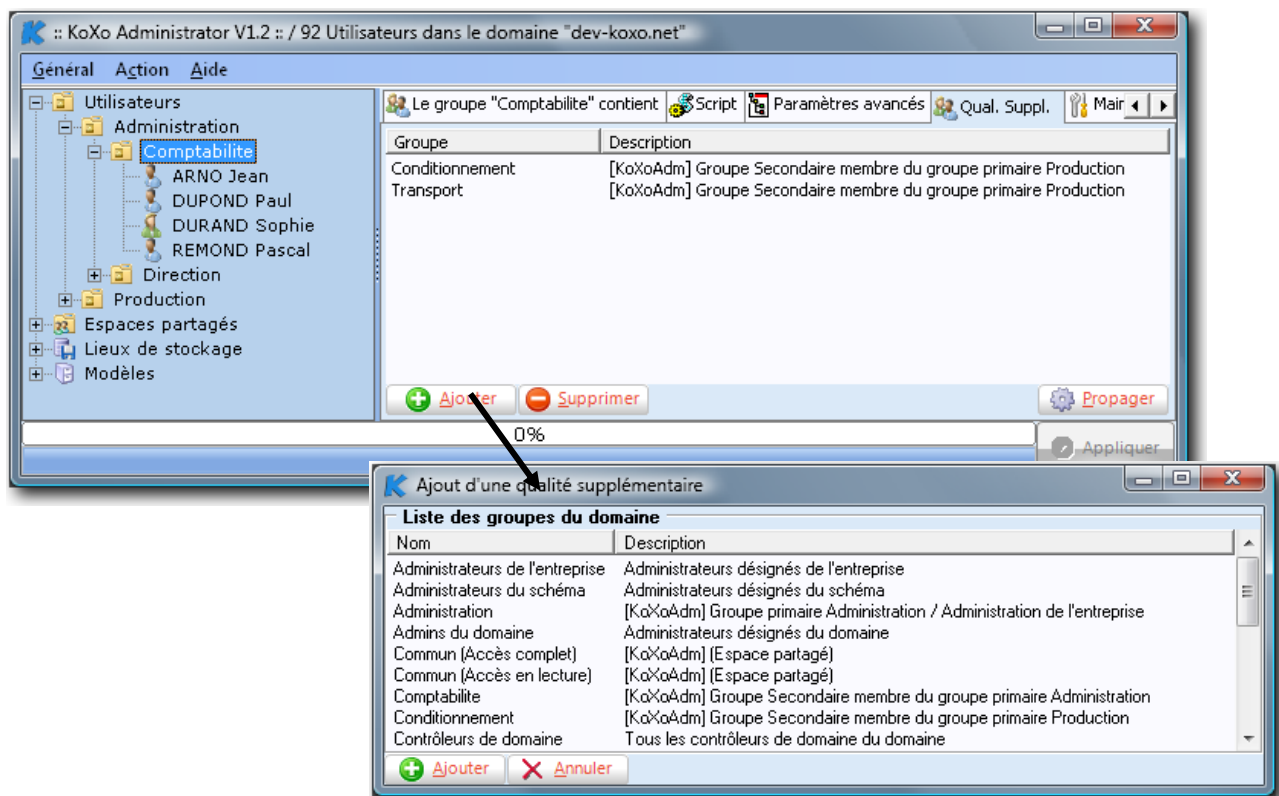 :: KoXo Administrator V1.2 :: / 92 Utilisateurs dans le domaine "dev-koxo.net"
Général Action Aide
Utilisateurs
Administration
Comptabilite
ARNO Jean
DUPOND Paul
DURAND Sophie
REMOND Pascal
Direction
Production
Espaces partagés
Lieux de stockage
Modèles
Le groupe "Comptabilite" contient Script Paramètres avancés Qual. Suppl. Mair
Groupe Description
Conditionnement [KoXoAdm] Groupe Secondaire membre du groupe primaire Production
Transport [KoXoAdm] Groupe Secondaire membre du groupe primaire Production
Ajouter Supprimer Propager
0%
Appliquer
Ajout d'une qualité supplémentaire
Liste des groupes du domaine
Nom Description
Administrateurs de l'entreprise Administrateurs désignés de l'entreprise
Administrateurs du schéma Administrateurs désignés du schéma
Administration [KoXoAdm] Groupe primaire Administration / Administration de l'entreprise
Admins du domaine Administrateurs désignés du domaine
Commun (Accès complet) [KoXoAdm] (Espace partagé)
Commun (Accès en lecture) [KoXoAdm] (Espace partagé)
Comptabilite [KoXoAdm] Groupe Secondaire membre du groupe primaire Administration
Conditionnement [KoXoAdm] Groupe Secondaire membre du groupe primaire Production
Contrôleurs de domaine Tous les contrôleurs de domaine du domaine
Ajouter Annuler